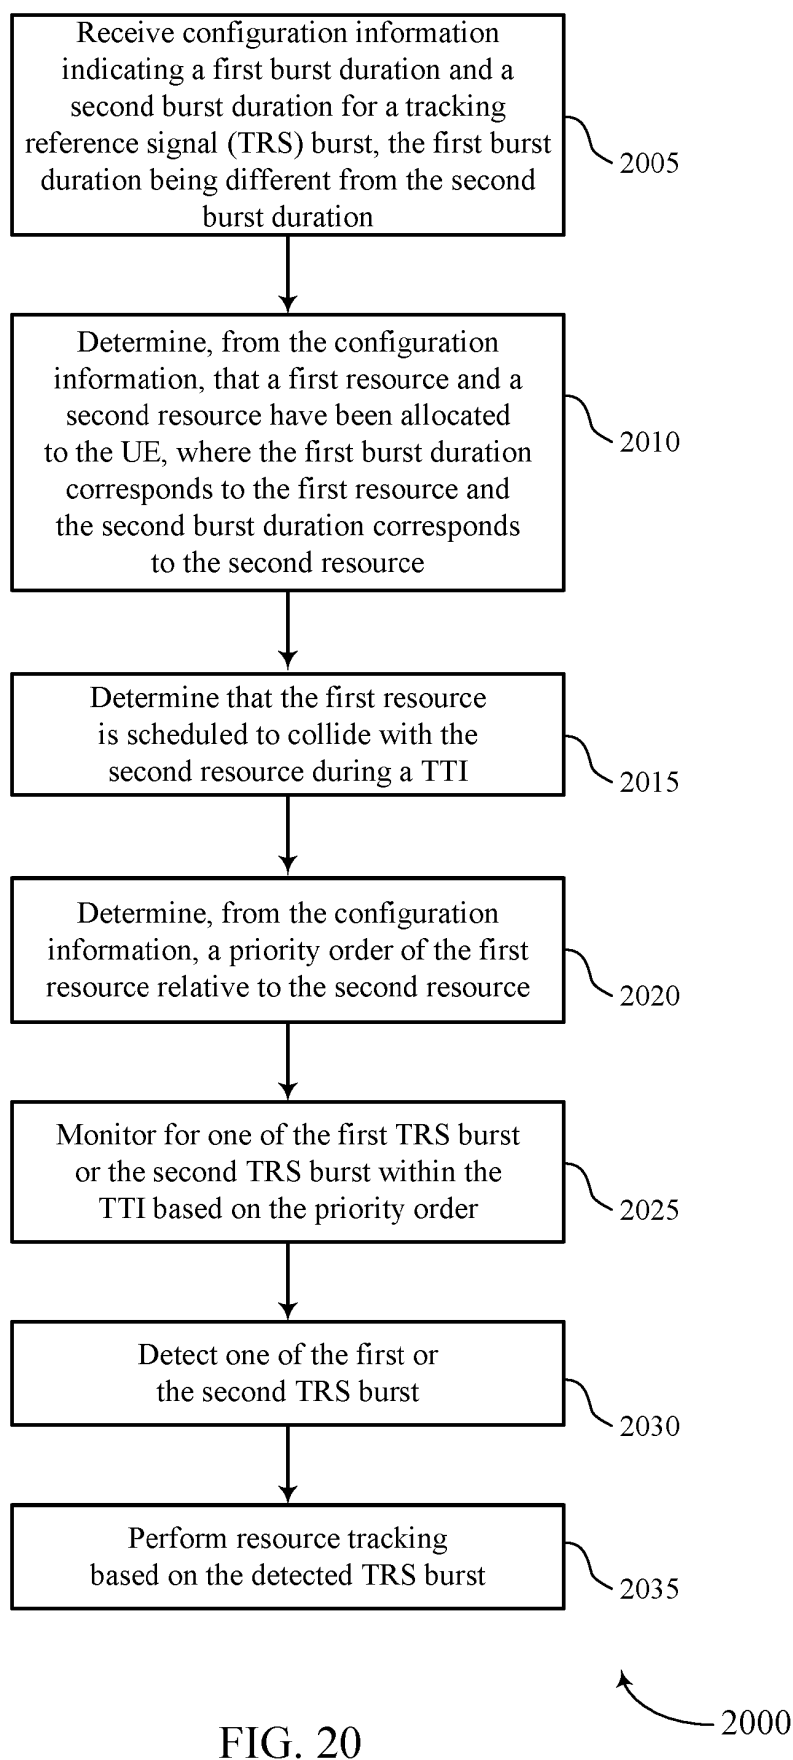 Receive configuration information
indicating a first burst duration and a
second burst duration for a tracking
reference signal (TRS) burst, the first burst
duration being different from the second
burst duration
2005
Determine, from the configuration
information, that a first resource and a
second resource have been allocated
to the UE, where the first burst duration
corresponds to the first resource and
the second burst duration corresponds
to the second resource
2010
Determine that the first resource
is scheduled to collide with the
second resource during a TTI
2015
Determine, from the configuration
information, a priority order of the first
resource relative to the second resource
2020
Monitor for one of the first TRS burst
or the second TRS burst within the
TTI based on the priority order
2025
Detect one of the first or
the second TRS burst
2030
Perform resource tracking
based on the detected TRS burst
2035
2000
FIG. 20